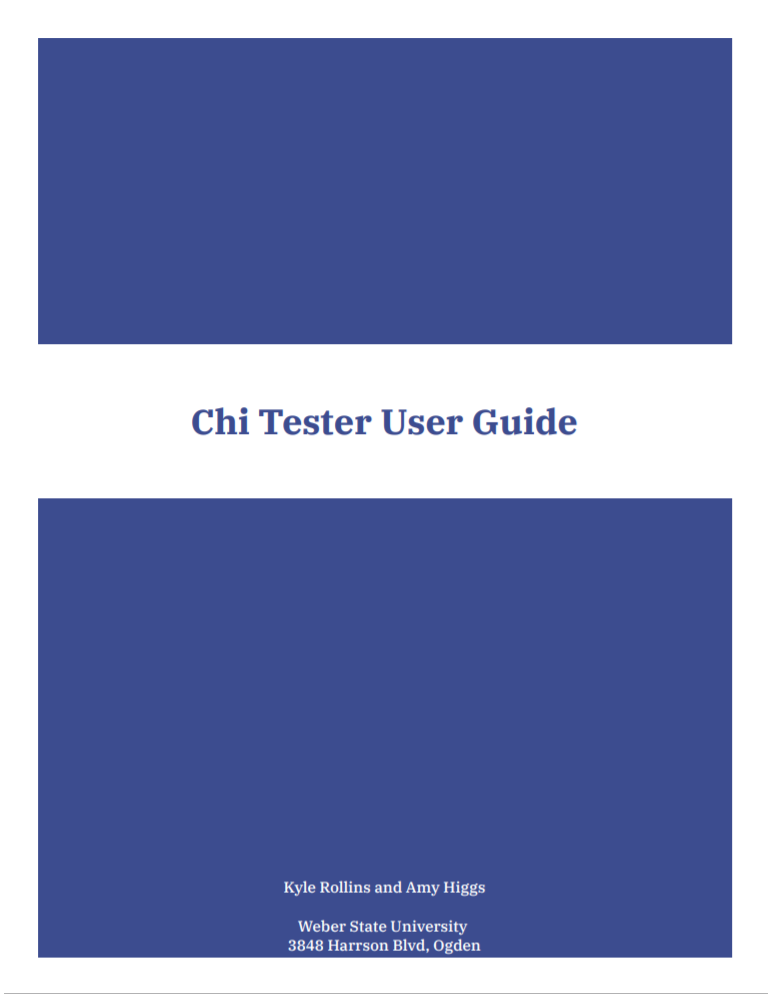 Chi Tester User Guide
Kyle Rollins and Amy Higgs
Weber State University
3848 Harrson Blvd, Ogden